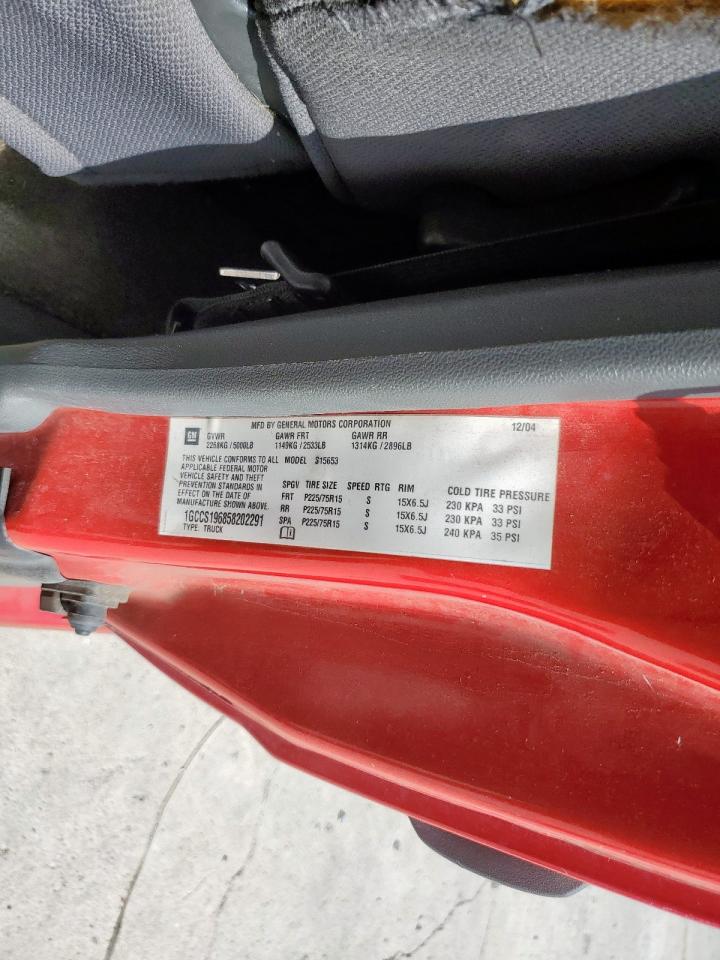 MFD BY GENERAL MOTORS CORPORATION 12/04
GM GVWR GAWR FRT GAWR RR
2268KG / 5000LB 1149KG / 2533LB 1314KG / 2896LB
THIS VEHICLE CONFORMS TO ALL MODEL S15653
APPLICABLE FEDERAL MOTOR
VEHICLE SAFETY AND THEFT
PREVENTION STANDARDS IN
EFFECT ON THE DATE OF
MANUFACTURE SHOWN ABOVE.
1GCCS196858202291
TYPE: TRUCK
SPGV TIRE SIZE SPEED RTG RIM COLD TIRE PRESSURE
FRT P225/75R15 S 15X6.5J 230 KPA 33 PSI
RR P225/75R15 S 15X6.5J 230 KPA 33 PSI
SPA P225/75R15 S 15X6.5J 240 KPA 35 PSI